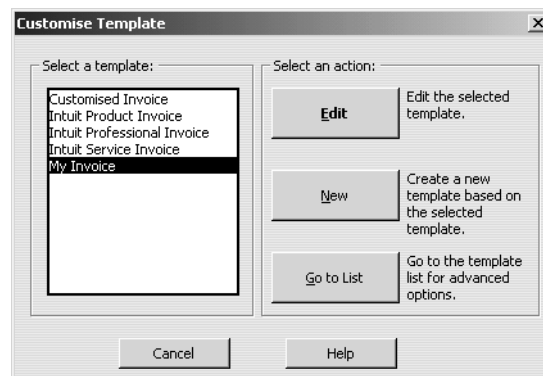 Customise Template
Select a template:
Customised Invoice
Intuit Product Invoice
Intuit Professional Invoice
Intuit Service Invoice
My Invoice
Select an action:
Edit
Edit the selected
template.
New
Create a new
template based on
the selected
template.
Go to List
Go to the template
list for advanced
options.
Cancel
Help